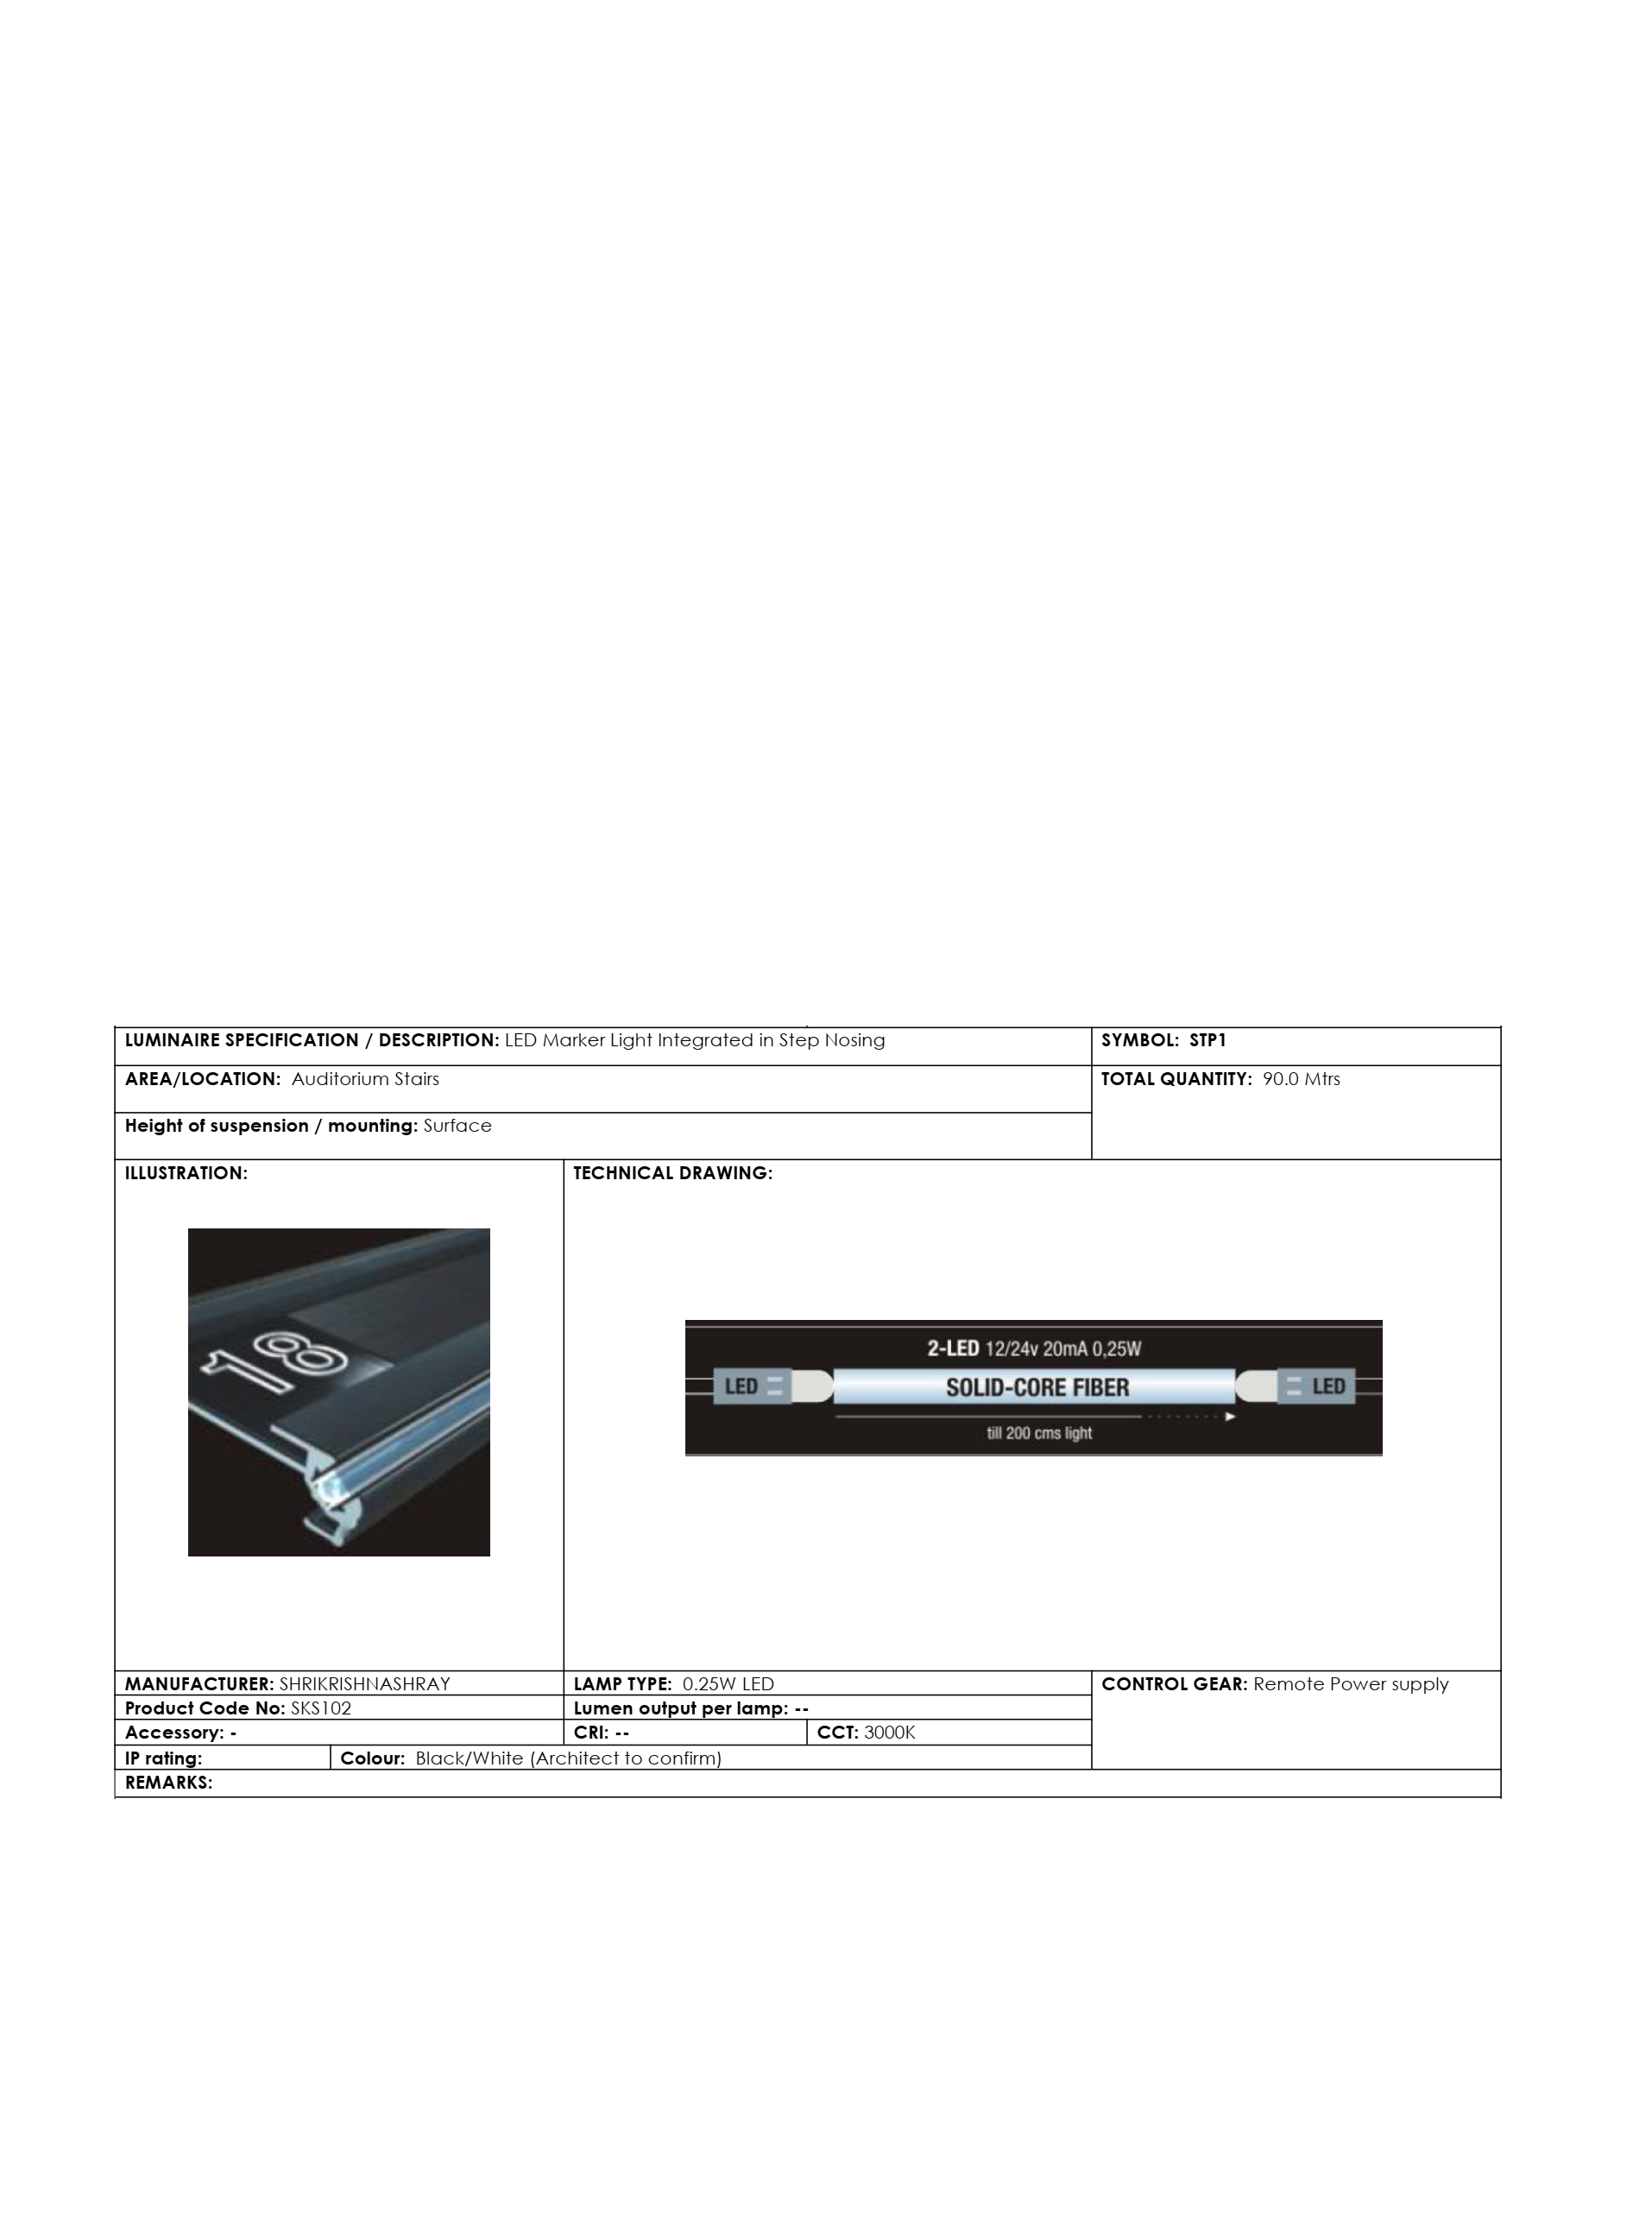 LUMINAIRE SPECIFICATION / DESCRIPTION: LED Marker Light Integrated in Step Nosing
SYMBOL: STP1
AREA/LOCATION: Auditorium Stairs
TOTAL QUANTITY: 90.0 Mtrs
Height of suspension / mounting: Surface
ILLUSTRATION:
TECHNICAL DRAWING:
18
2-LED 12/24v 20mA 0,25W
LED
SOLID-CORE FIBER
LED
till 200 cms light
MANUFACTURER: SHRIKRISHNASHRAY
LAMP TYPE: 0.25W LED
CONTROL GEAR: Remote Power supply
Product Code No: SKS102
Lumen output per lamp: --
Accessory: -
CRI: --
CCT: 3000K
IP rating:
Colour: Black/White (Architect to confirm)
REMARKS: